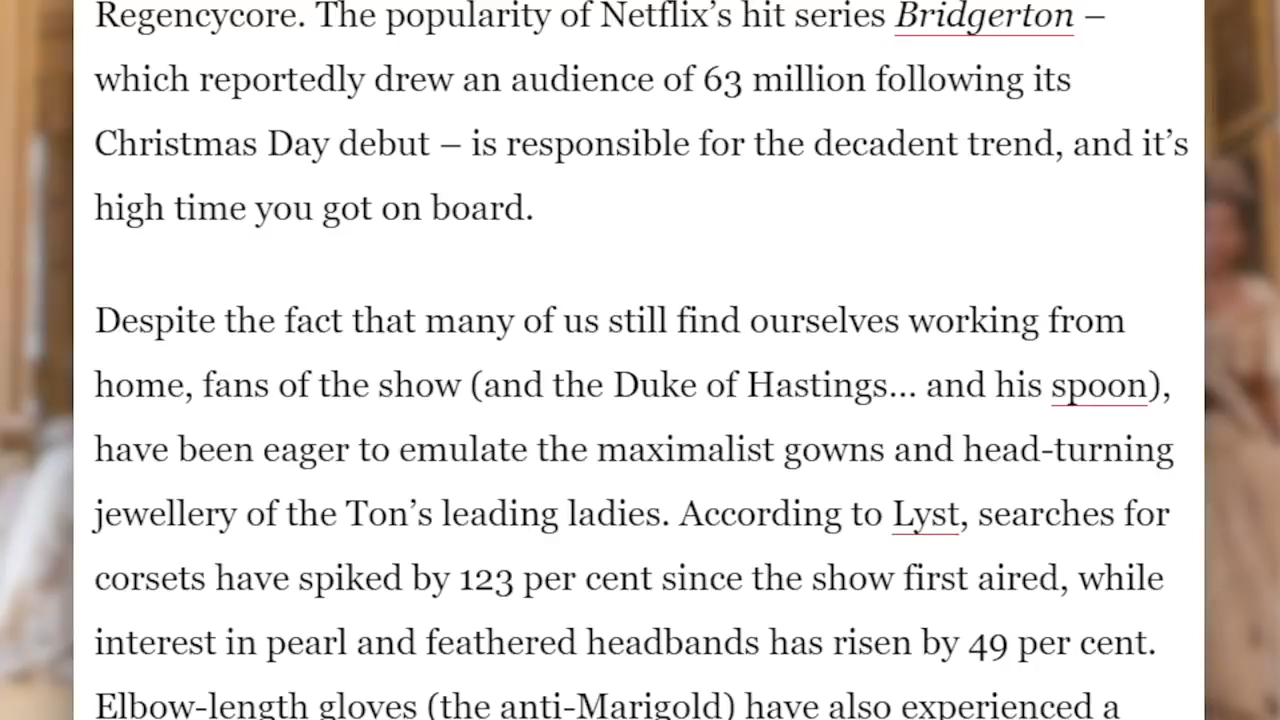 Regencycore. The popularity of Netflix’s hit series Bridgerton –
which reportedly drew an audience of 63 million following its
Christmas Day debut – is responsible for the decadent trend, and it’s
high time you got on board.
Despite the fact that many of us still find ourselves working from
home, fans of the show (and the Duke of Hastings... and his spoon),
have been eager to emulate the maximalist gowns and head-turning
jewellery of the Ton’s leading ladies. According to Lyst, searches for
corsets have spiked by 123 per cent since the show first aired, while
interest in pearl and feathered headbands has risen by 49 per cent.
Elbow-length gloves (the anti-Marigold) have also experienced a